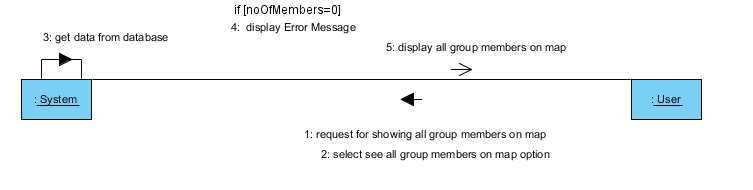 if [noOfMembers=0]
4: display Error Message
3: get data from database
5: display all group members on map
: System
: User
1: request for showing all group members on map
2: select see all group members on map option